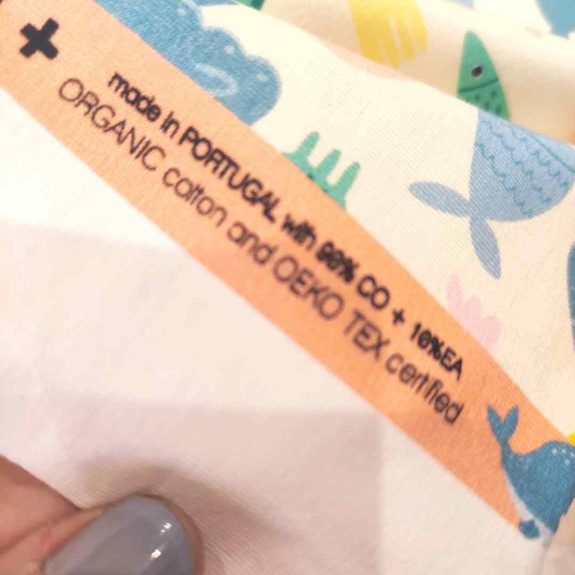 made in PORTUGAL with 90% CO + 10%EA
ORGANIC cotton and OEKO TEX certified